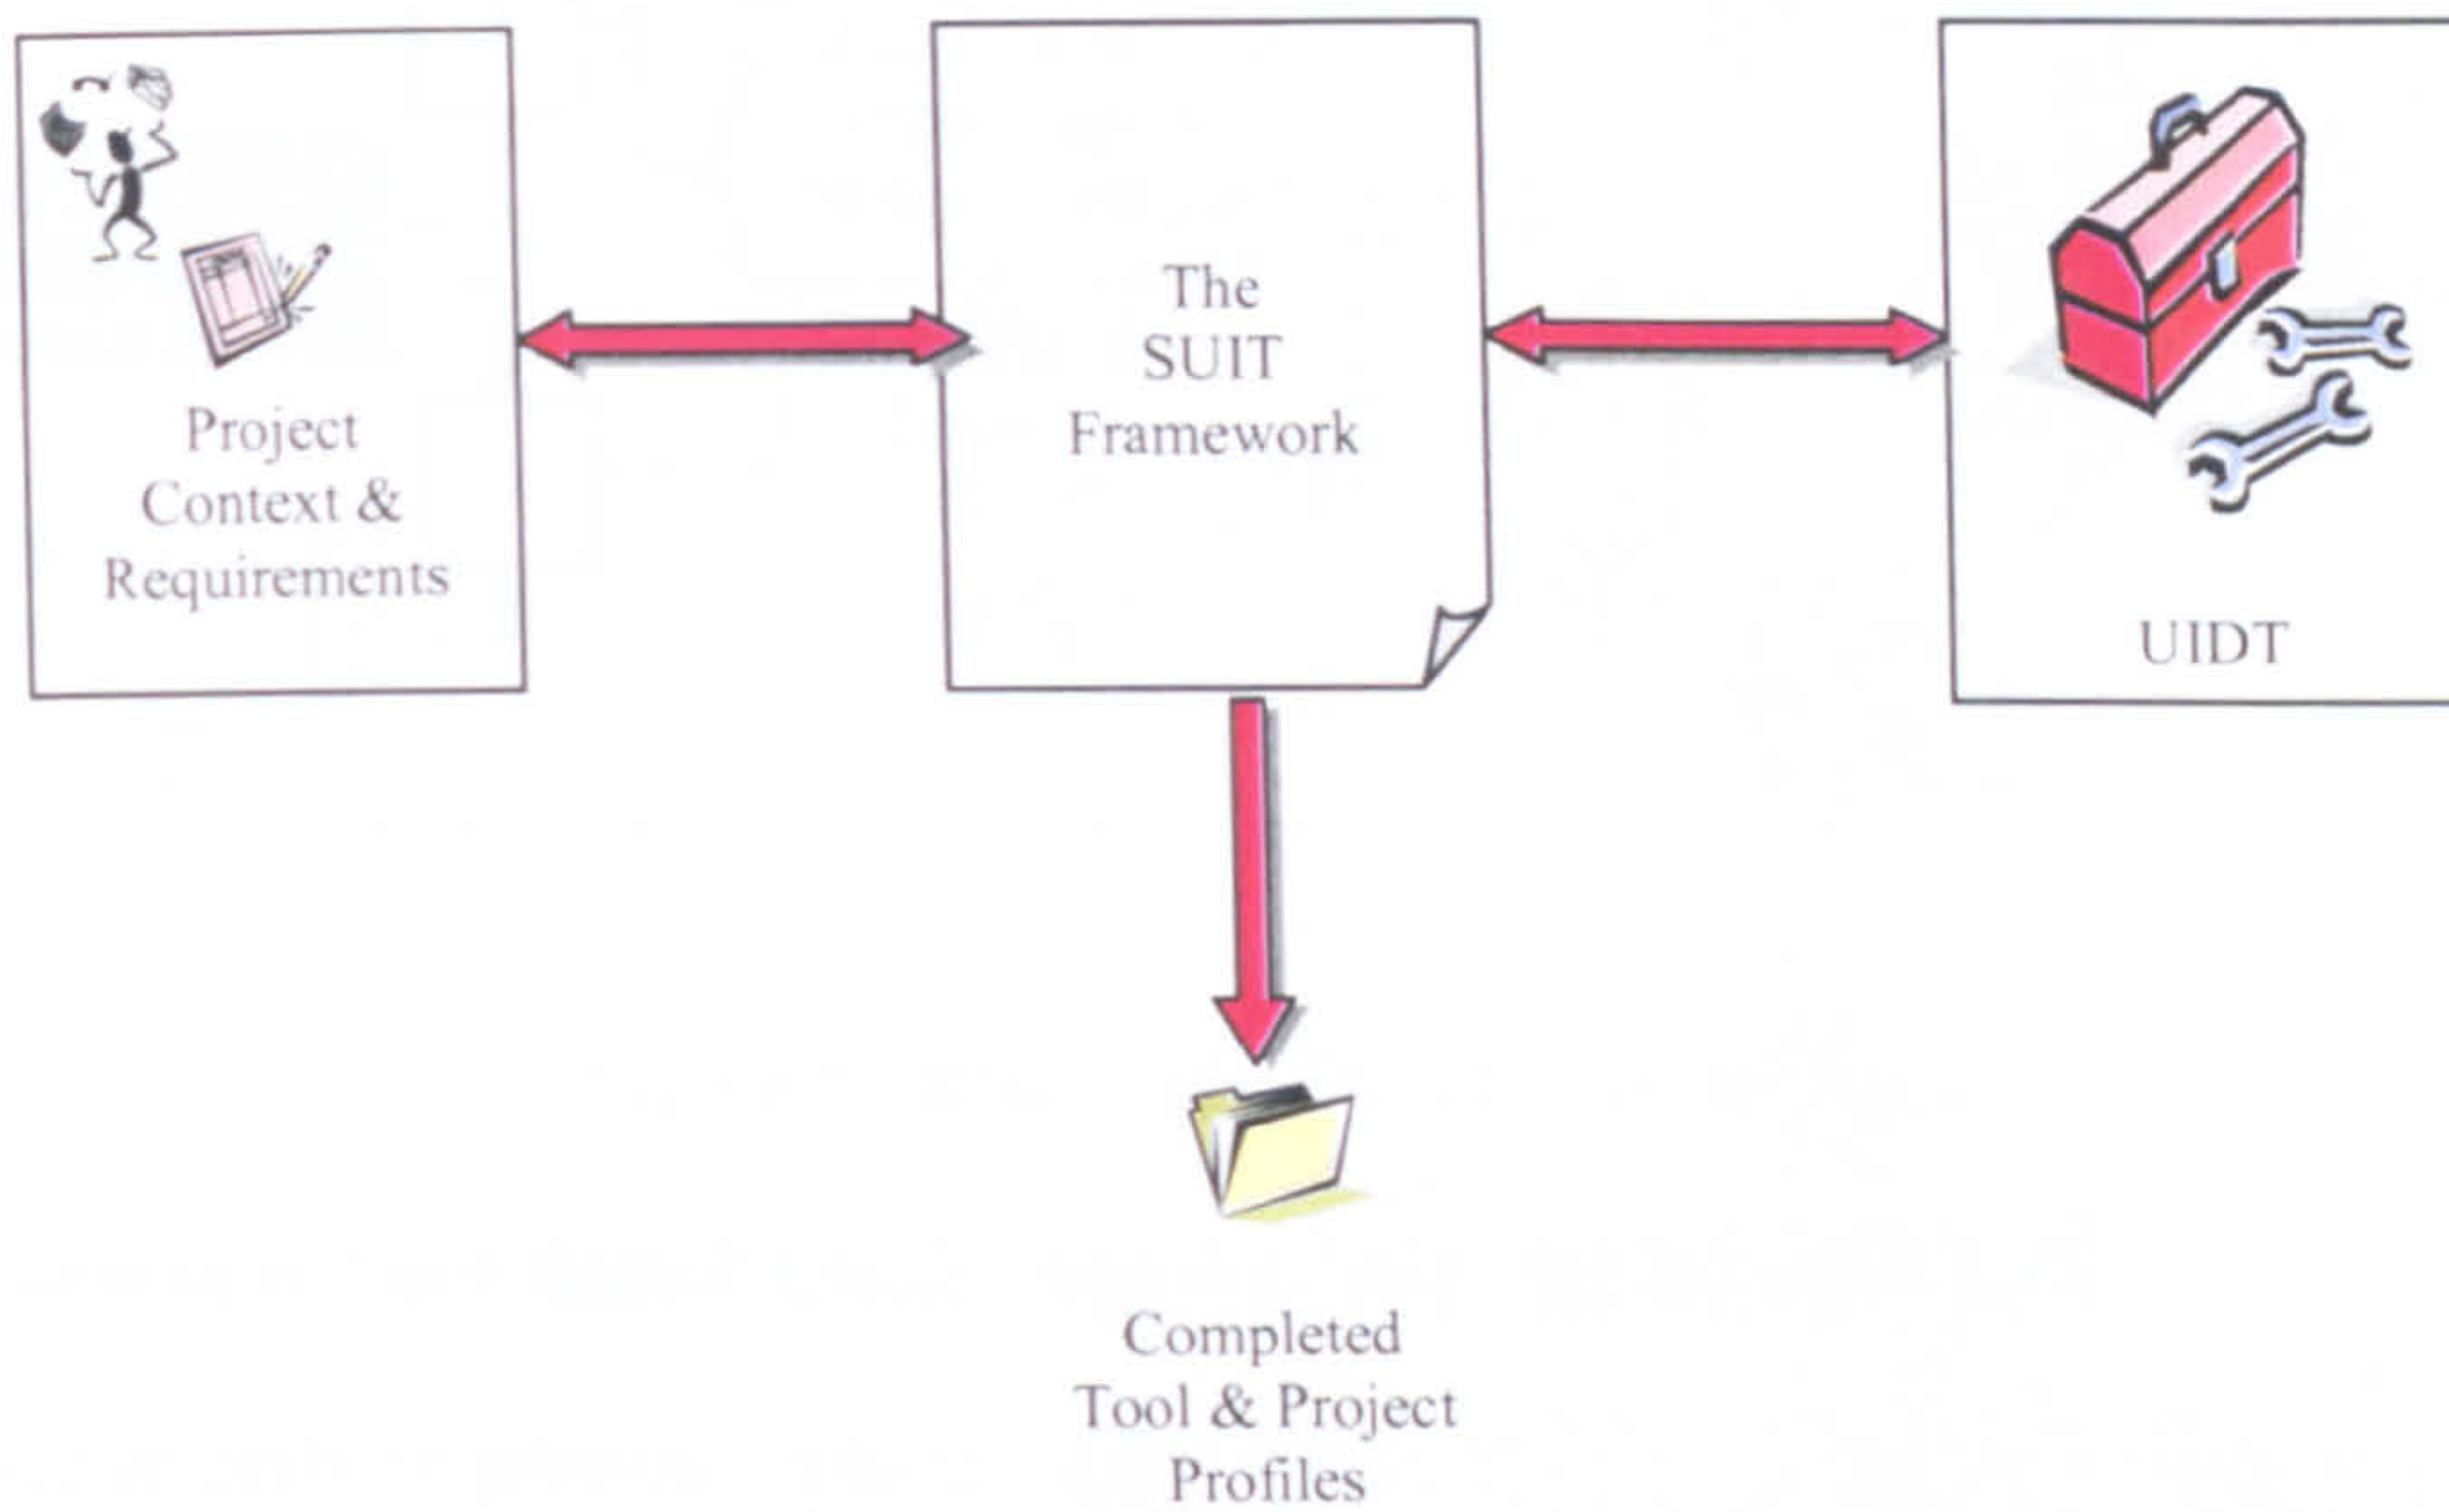 Project
Context &
Requirements
The
SUIT
Framework
UIDT
Completed
Tool & Project
Profiles